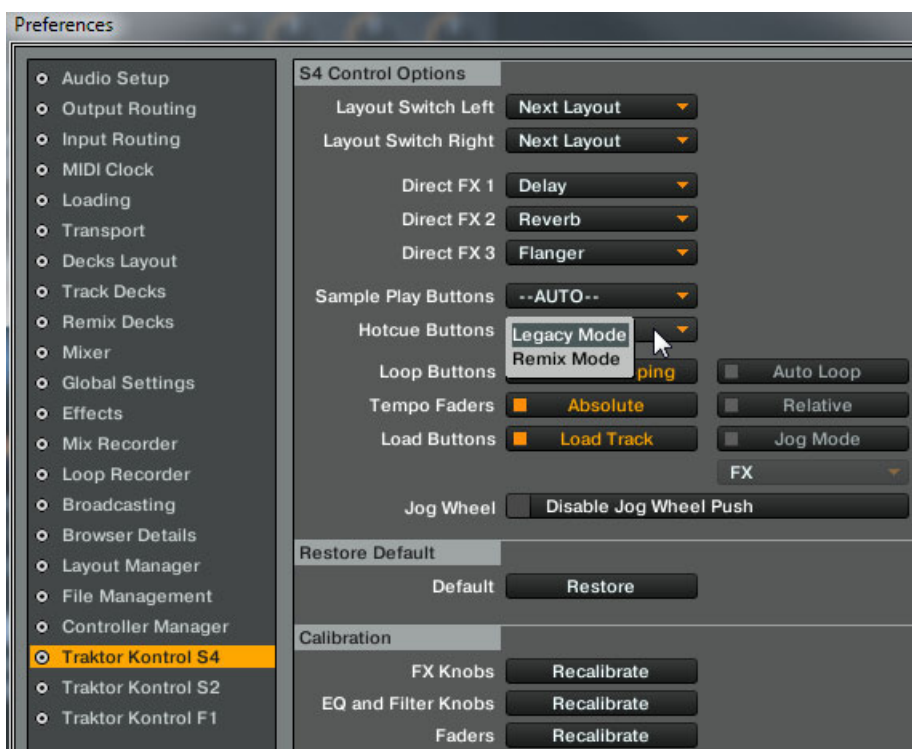 Preferences
Audio Setup
Output Routing
Input Routing
MIDI Clock
Loading
Transport
Decks Layout
Track Decks
Remix Decks
Mixer
Global Settings
Effects
Mix Recorder
Loop Recorder
Broadcasting
Browser Details
Layout Manager
File Management
Controller Manager
Traktor Kontrol S4
Traktor Kontrol S2
Traktor Kontrol F1
S4 Control Options
Layout Switch Left Next Layout
Layout Switch Right Next Layout
Direct FX 1 Delay
Direct FX 2 Reverb
Direct FX 3 Flanger
Sample Play Buttons --AUTO--
Hotcue Buttons
Legacy Mode
Remix Mode
Loop Buttons Auto Loop
Tempo Faders Absolute Relative
Load Buttons Load Track Jog Mode
FX
Jog Wheel Disable Jog Wheel Push
Restore Default
Default Restore
Calibration
FX Knobs Recalibrate
EQ and Filter Knobs Recalibrate
Faders Recalibrate